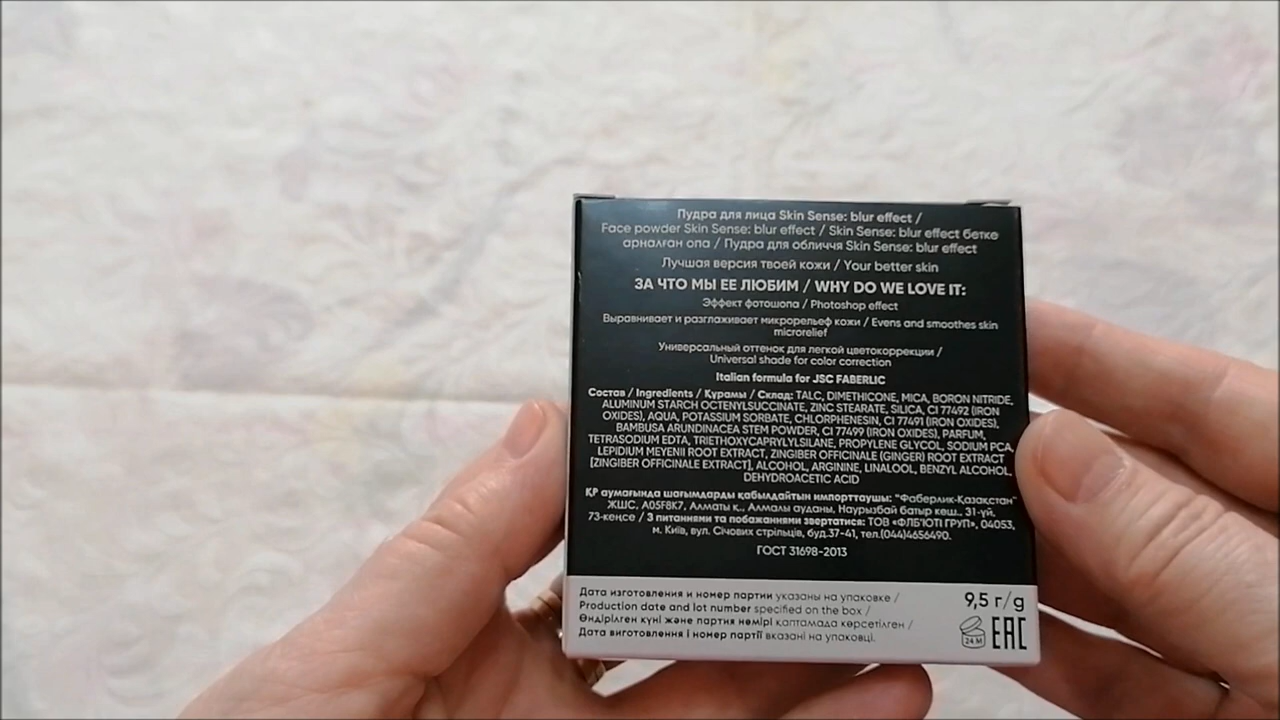 Пудра для лица Skin Sense: blur effect /
Face powder Skin Sense: blur effect / Skin Sense: blur effect бетке
арналған опа / Пудра для обличчя Skin Sense: blur effect
Лучшая версия твоей кожи / Your better skin
ЗА ЧТО МЫ ЕЕ ЛЮБИМ / WHY DO WE LOVE IT:
Эффект фотошопа / Photoshop effect
Выравнивает и разглаживает микрорельеф кожи / Evens and smoothes skin
microrelief
Универсальный оттенок для легкой цветокоррекции /
Universal shade for color correction
Italian formula for JSC FABERLIC
Состав / Ingredients / Құрамы / Склад: TALC, DIMETHICONE, MICA, BORON NITRIDE,
ALUMINUM STARCH OCTENYLSUCCINATE, ZINC STEARATE, SILICA, CI 77492 (IRON
OXIDES), AQUA, POTASSIUM SORBATE, CHLORPHENESIN, CI 77491 (IRON OXIDES),
BAMBUSA ARUNDINACEA STEM POWDER, CI 77499 (IRON OXIDES), PARFUM,
TETRASODIUM EDTA, TRIETHOXYCAPRYLYLSILANE, PROPYLENE GLYCOL, SODIUM PCA,
LEPIDIUM MEYENII ROOT EXTRACT, ZINGIBER OFFICINALE (GINGER) ROOT EXTRACT
[ZINGIBER OFFICINALE EXTRACT], ALCOHOL, ARGININE, LINALOOL, BENZYL ALCOHOL,
DEHYDROACETIC ACID
ҚР аумағында шағымдарды қабылдайтын импорттаушы: "Фаберлик-Қазақстан"
ЖШС, A05F8K7, Алматы қ., Алмалы ауданы, Наурызбай батыр көш., 31-үй,
73-кеңсе / З питаннями та побажаннями звертатися: ТОВ «ФЛБ'ЮТІ ГРУП», 04053,
м. Київ, вул. Січових стрільців, буд.37-41, тел.(044)4656490.
ГОСТ 31698-2013
Дата изготовления и номер партии указаны на упаковке /
Production date and lot number specified on the box /
Өндірілген күні және партия нөмірі қаптамада көрсетілген /
Дата виготовлення і номер партії вказані на упаковці.
9,5 г/g
24 M
EAC